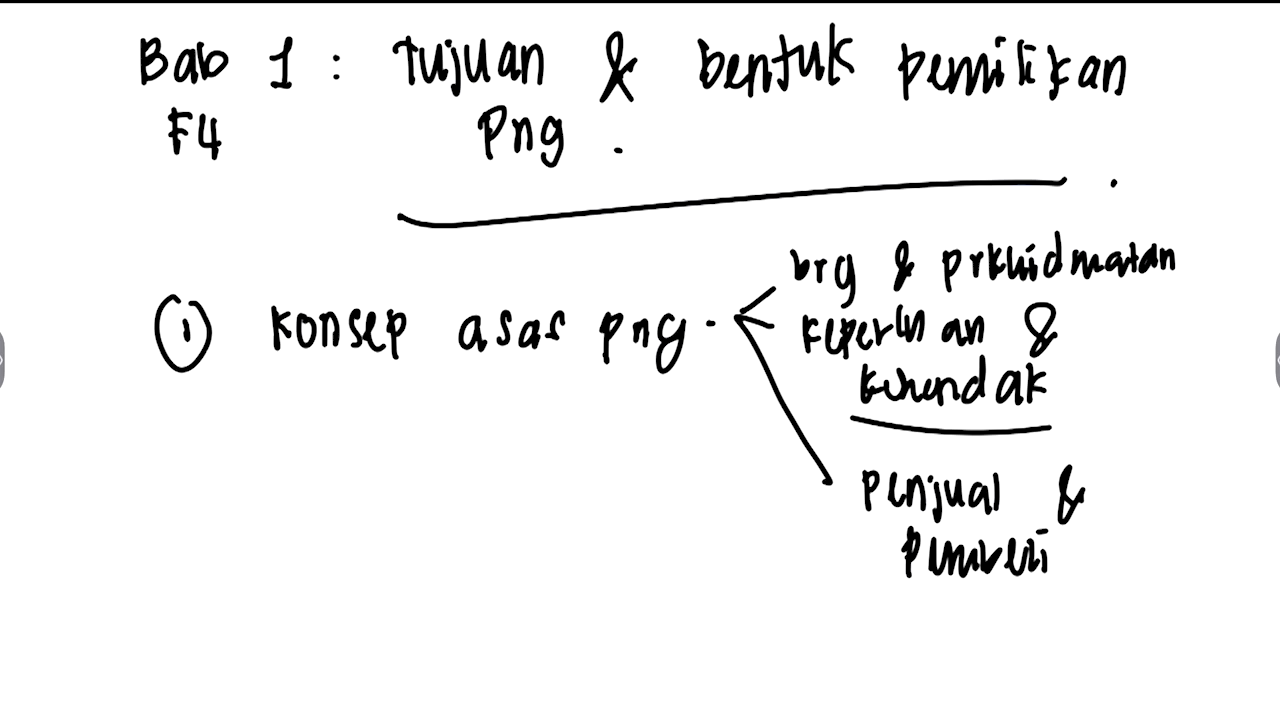 Bab 1 : Tujuan & bentuk pemilikan
F4 Png .
① Konsep asas png .
brg & prkhidmatan
keperluan &
kehendak
Penjual &
Pembeli